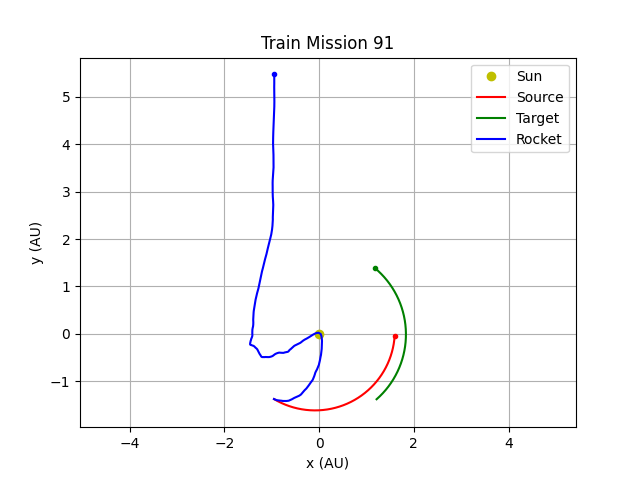 Train Mission 91
Sun
Source
Target
Rocket
5
4
3
2
1
0
−1
y (AU)
−4
−2
0
2
4
x (AU)